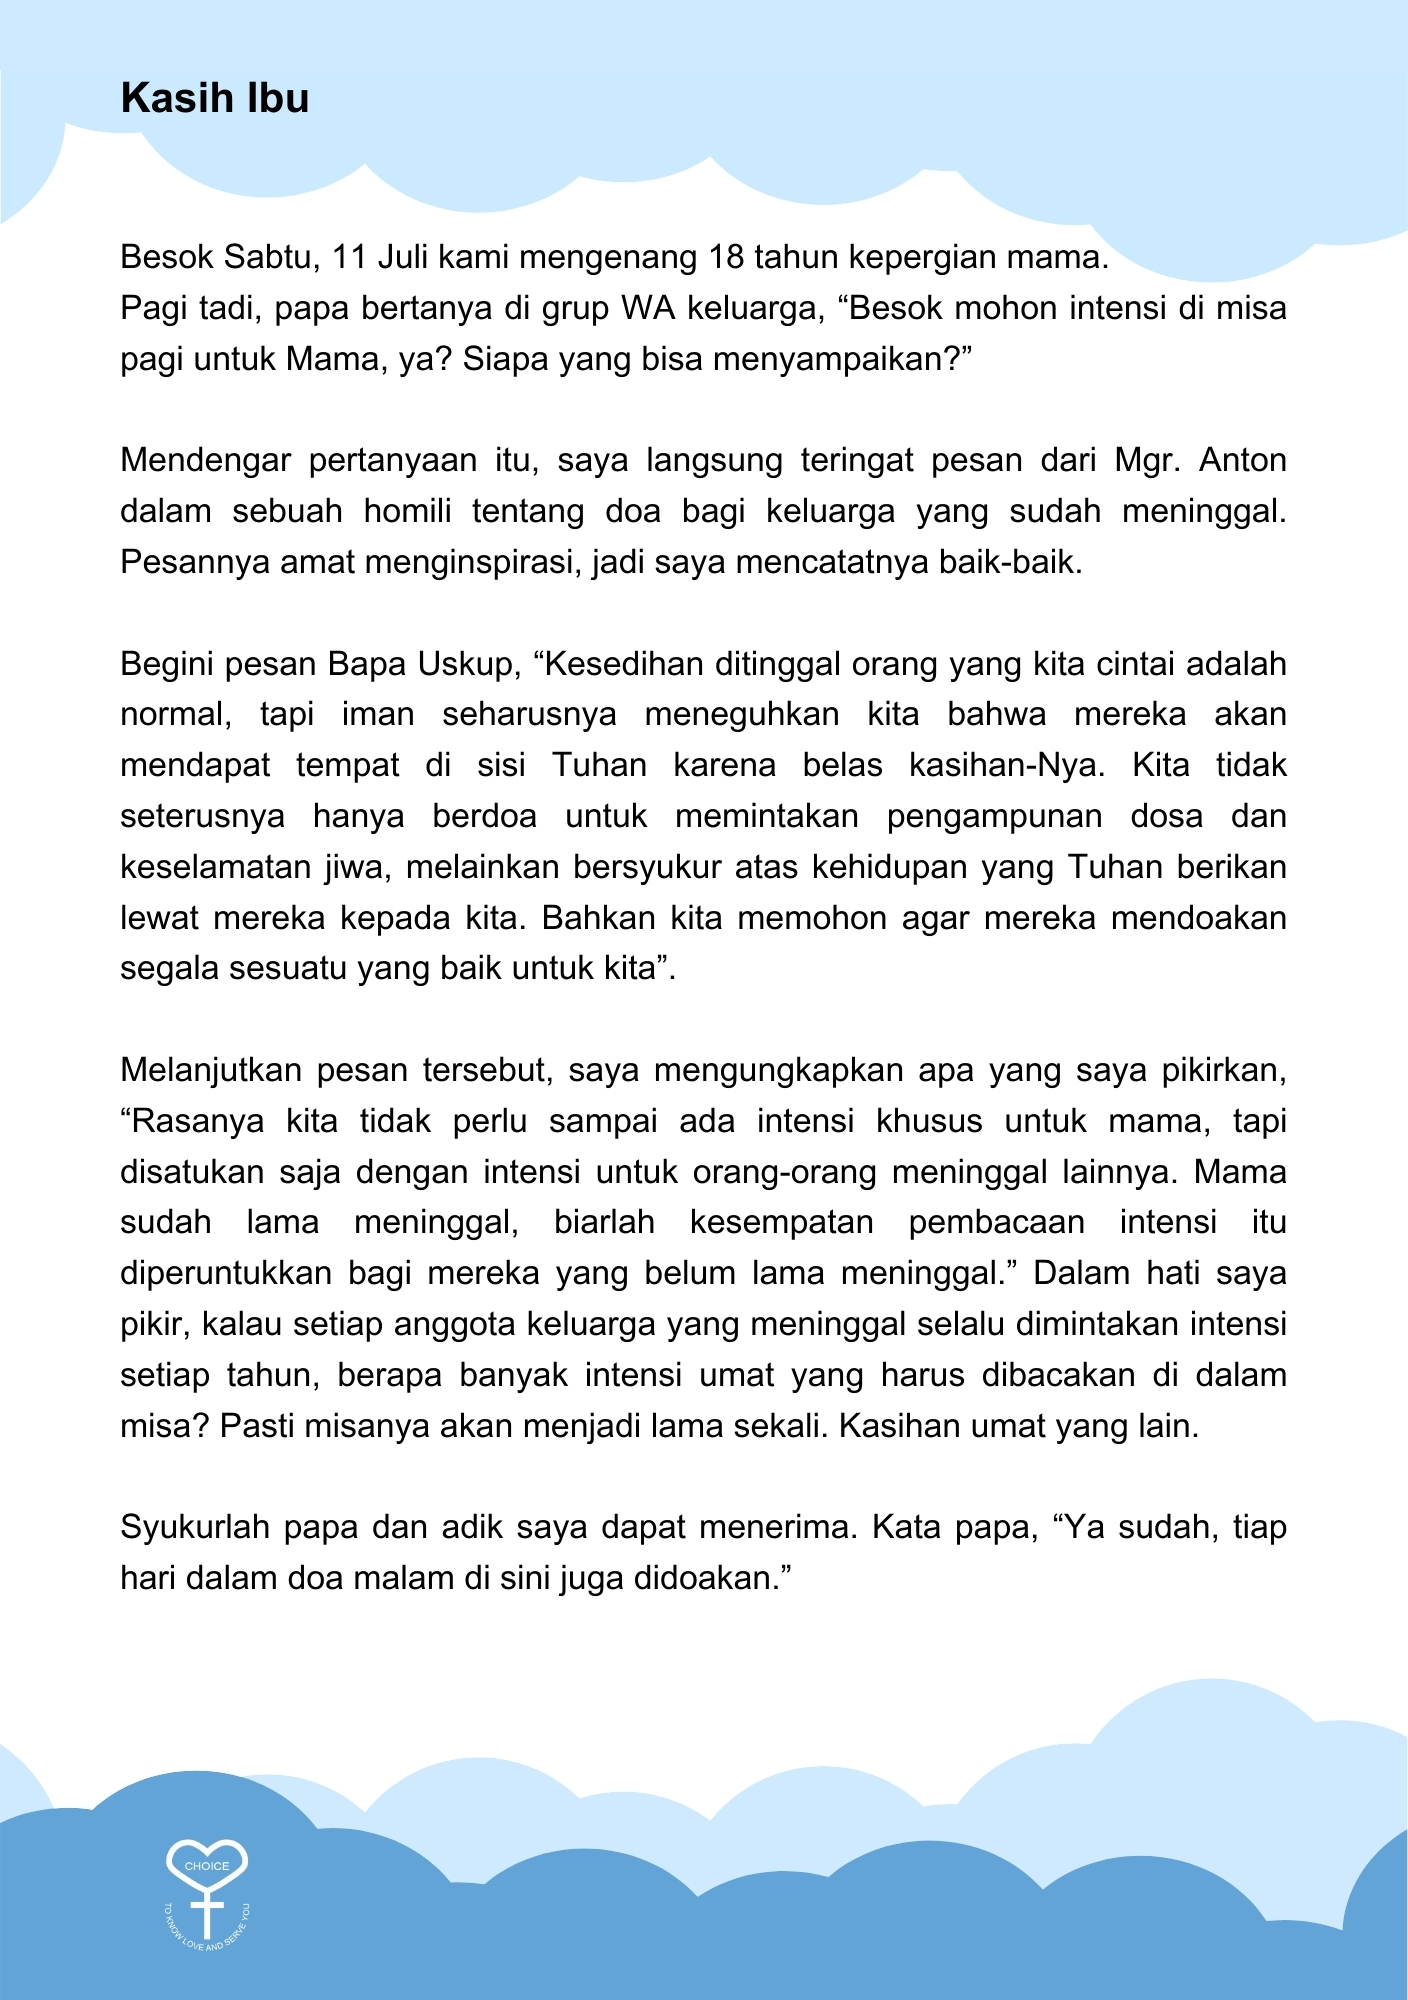 Kasih Ibu
Besok Sabtu, 11 Juli kami mengenang 18 tahun kepergian mama.
Pagi tadi, papa bertanya di grup WA keluarga, “Besok mohon intensi di misa
pagi untuk Mama, ya? Siapa yang bisa menyampaikan?”
Mendengar pertanyaan itu, saya langsung teringat pesan dari Mgr. Anton
dalam sebuah homili tentang doa bagi keluarga yang sudah meninggal.
Pesannya amat menginspirasi, jadi saya mencatatnya baik-baik.
Begini pesan Bapa Uskup, “Kesedihan ditinggal orang yang kita cintai adalah
normal, tapi iman seharusnya meneguhkan kita bahwa mereka akan
mendapat tempat di sisi Tuhan karena belas kasihan-Nya. Kita tidak
seterusnya hanya berdoa untuk memintakan pengampunan dosa dan
keselamatan jiwa, melainkan bersyukur atas kehidupan yang Tuhan berikan
lewat mereka kepada kita. Bahkan kita memohon agar mereka mendoakan
segala sesuatu yang baik untuk kita”.
Melanjutkan pesan tersebut, saya mengungkapkan apa yang saya pikirkan,
“Rasanya kita tidak perlu sampai ada intensi khusus untuk mama, tapi
disatukan saja dengan intensi untuk orang-orang meninggal lainnya. Mama
sudah lama meninggal, biarlah kesempatan pembacaan intensi itu
diperuntukkan bagi mereka yang belum lama meninggal.” Dalam hati saya
pikir, kalau setiap anggota keluarga yang meninggal selalu dimintakan intensi
setiap tahun, berapa banyak intensi umat yang harus dibacakan di dalam
misa? Pasti misanya akan menjadi lama sekali. Kasihan umat yang lain.
Syukurlah papa dan adik saya dapat menerima. Kata papa, “Ya sudah, tiap
hari dalam doa malam di sini juga didoakan.”
CHOICE
TO KNOW LOVE AND SERVE YOU